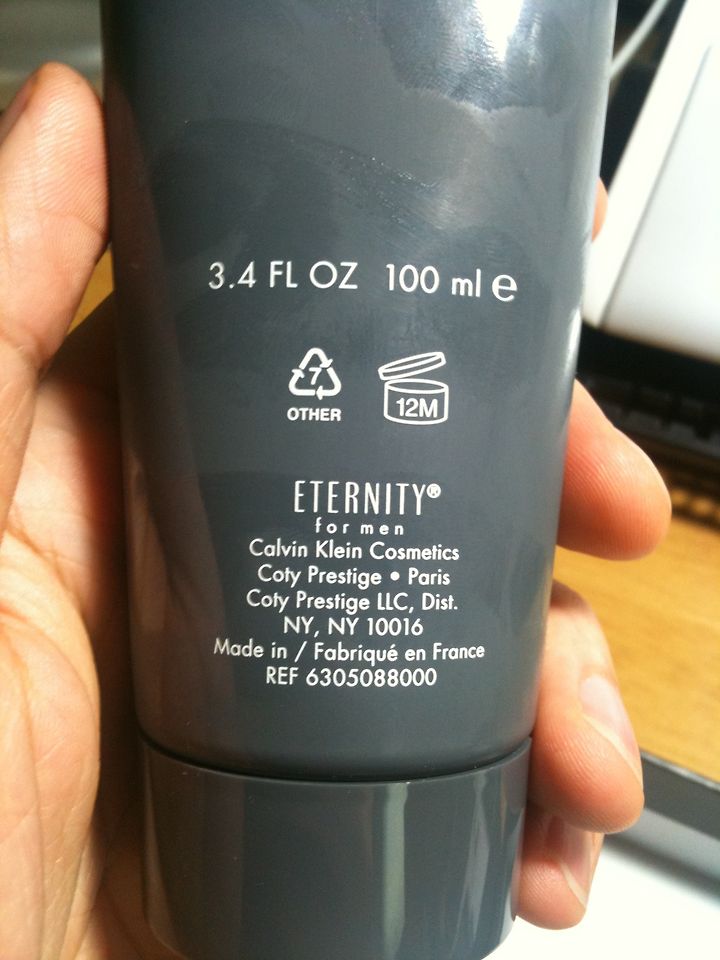 3.4 FL OZ 100 ml ℮
7
OTHER
12M
ETERNITY®
for men
Calvin Klein Cosmetics
Coty Prestige • Paris
Coty Prestige LLC, Dist.
NY, NY 10016
Made in / Fabriqué en France
REF 6305088000